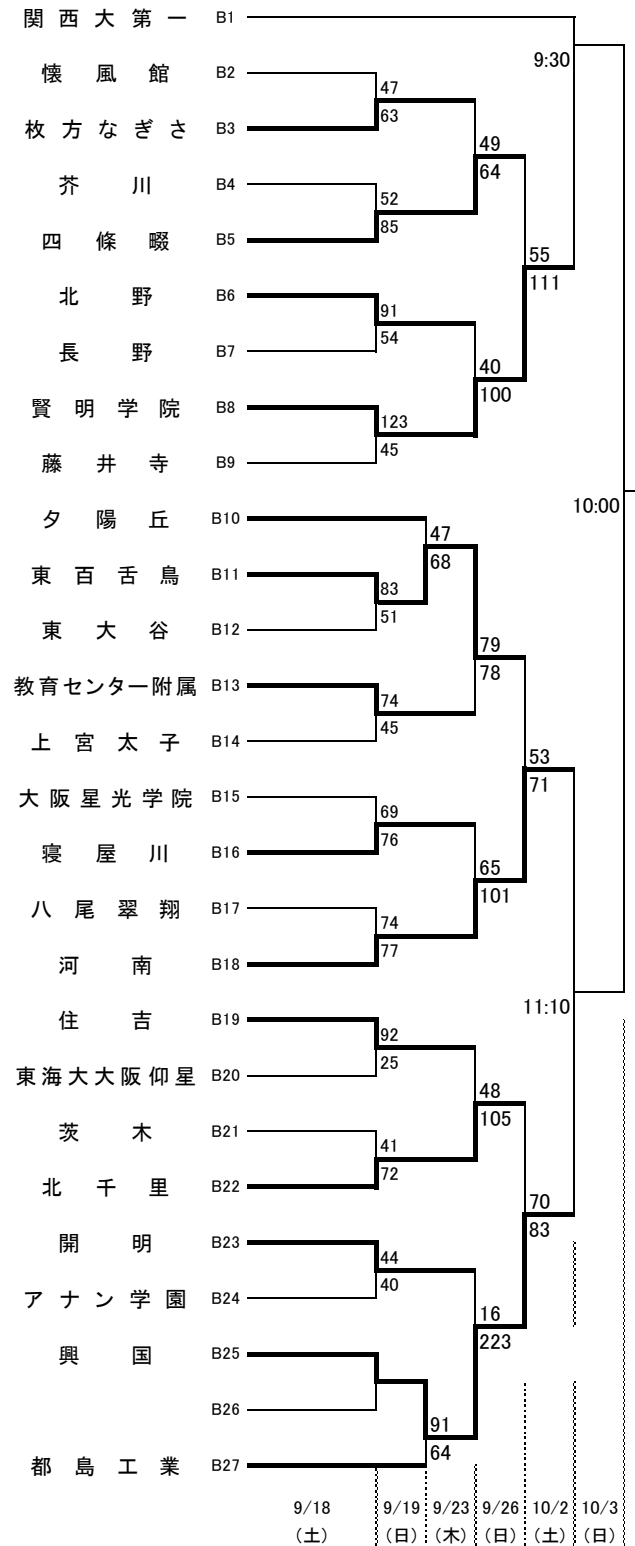 関西大第一 B1
9:30
懐風館 B2
47
枚方なぎさ B3
63
49
芥川 B4
64
52
四條畷 B5
85
55
北野 B6
111
91
長野 B7
54
40
賢明学院 B8
100
123
藤井寺 B9
45
10:00
夕陽丘 B10
47
東百舌鳥 B11
68
83
東大谷 B12
51
79
教育センター附属 B13
78
74
上宮太子 B14
45
53
大阪星光学院 B15
71
69
寝屋川 B16
76
65
八尾翠翔 B17
101
74
河南 B18
77
11:10
住吉 B19
92
東海大大阪仰星 B20
25
48
茨木 B21
105
41
北千里 B22
72
70
開明 B23
83
44
アナン学園 B24
40
16
興国 B25
223
B26
91
都島工業 B27
64
9/18 9/19 9/23 9/26 10/2 10/3
（土） （日） （木） （日） （土） （日）